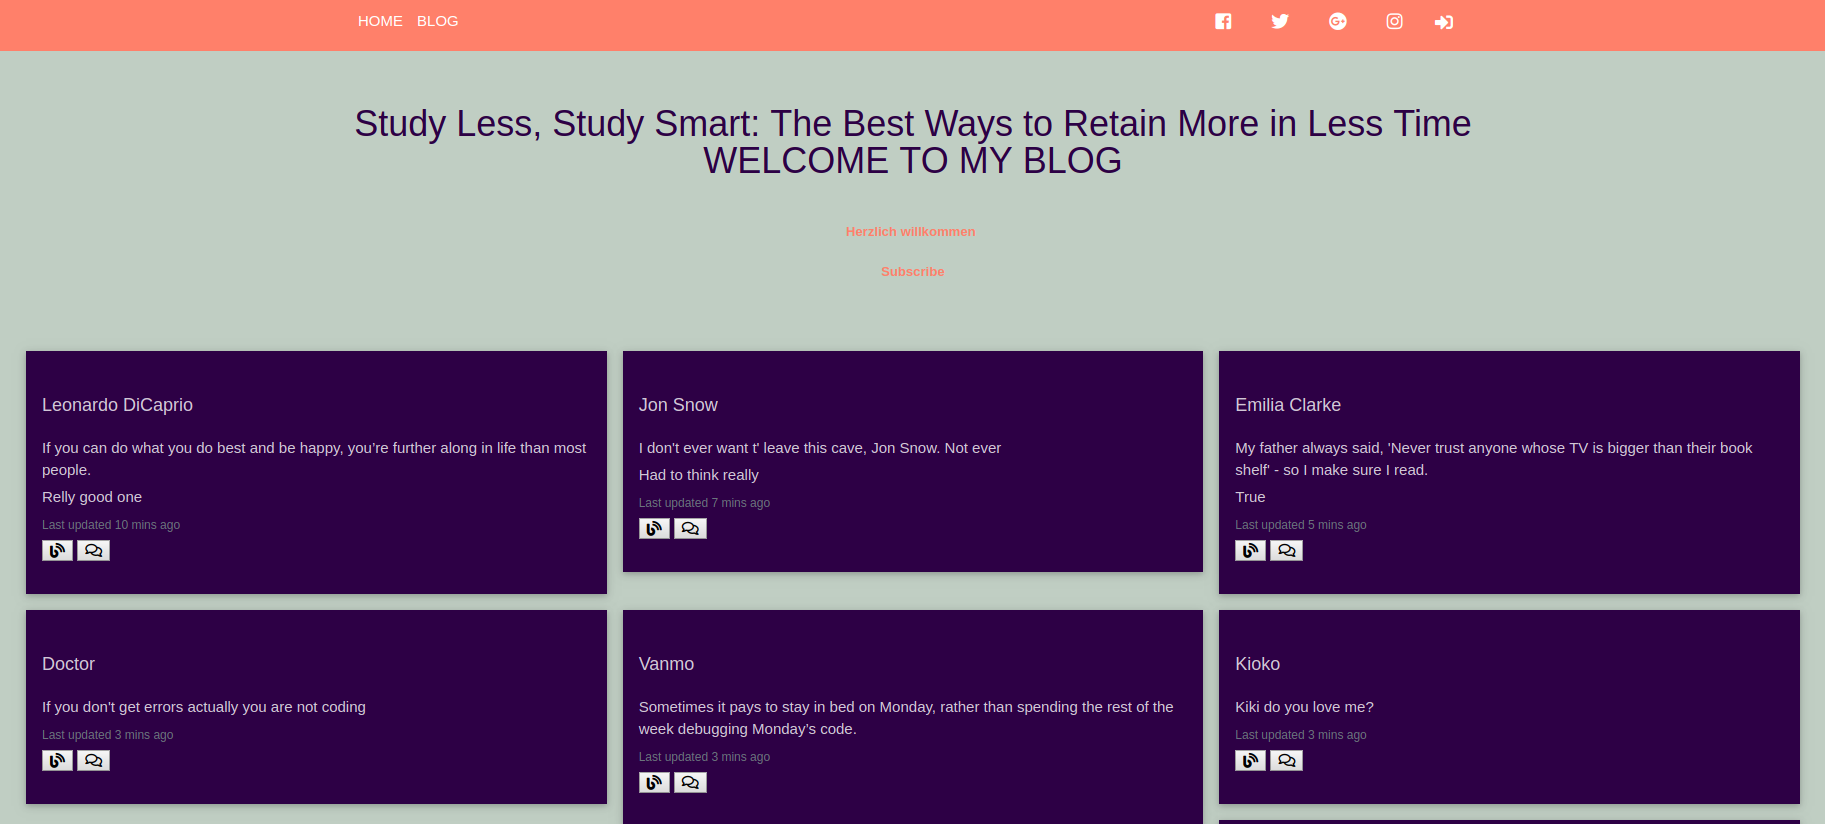 HOME BLOG
Study Less, Study Smart: The Best Ways to Retain More in Less Time
WELCOME TO MY BLOG
Herzlich willkommen
Subscribe
Leonardo DiCaprio
If you can do what you do best and be happy, you're further along in life than most
people.
Relly good one
Last updated 10 mins ago
Jon Snow
I don't ever want t' leave this cave, Jon Snow. Not ever
Had to think really
Last updated 7 mins ago
Emilia Clarke
My father always said, 'Never trust anyone whose TV is bigger than their book
shelf' - so I make sure I read.
True
Last updated 5 mins ago
Doctor
If you don't get errors actually you are not coding
Last updated 3 mins ago
Vanmo
Sometimes it pays to stay in bed on Monday, rather than spending the rest of the
week debugging Monday's code.
Last updated 3 mins ago
Kioko
Kiki do you love me?
Last updated 3 mins ago